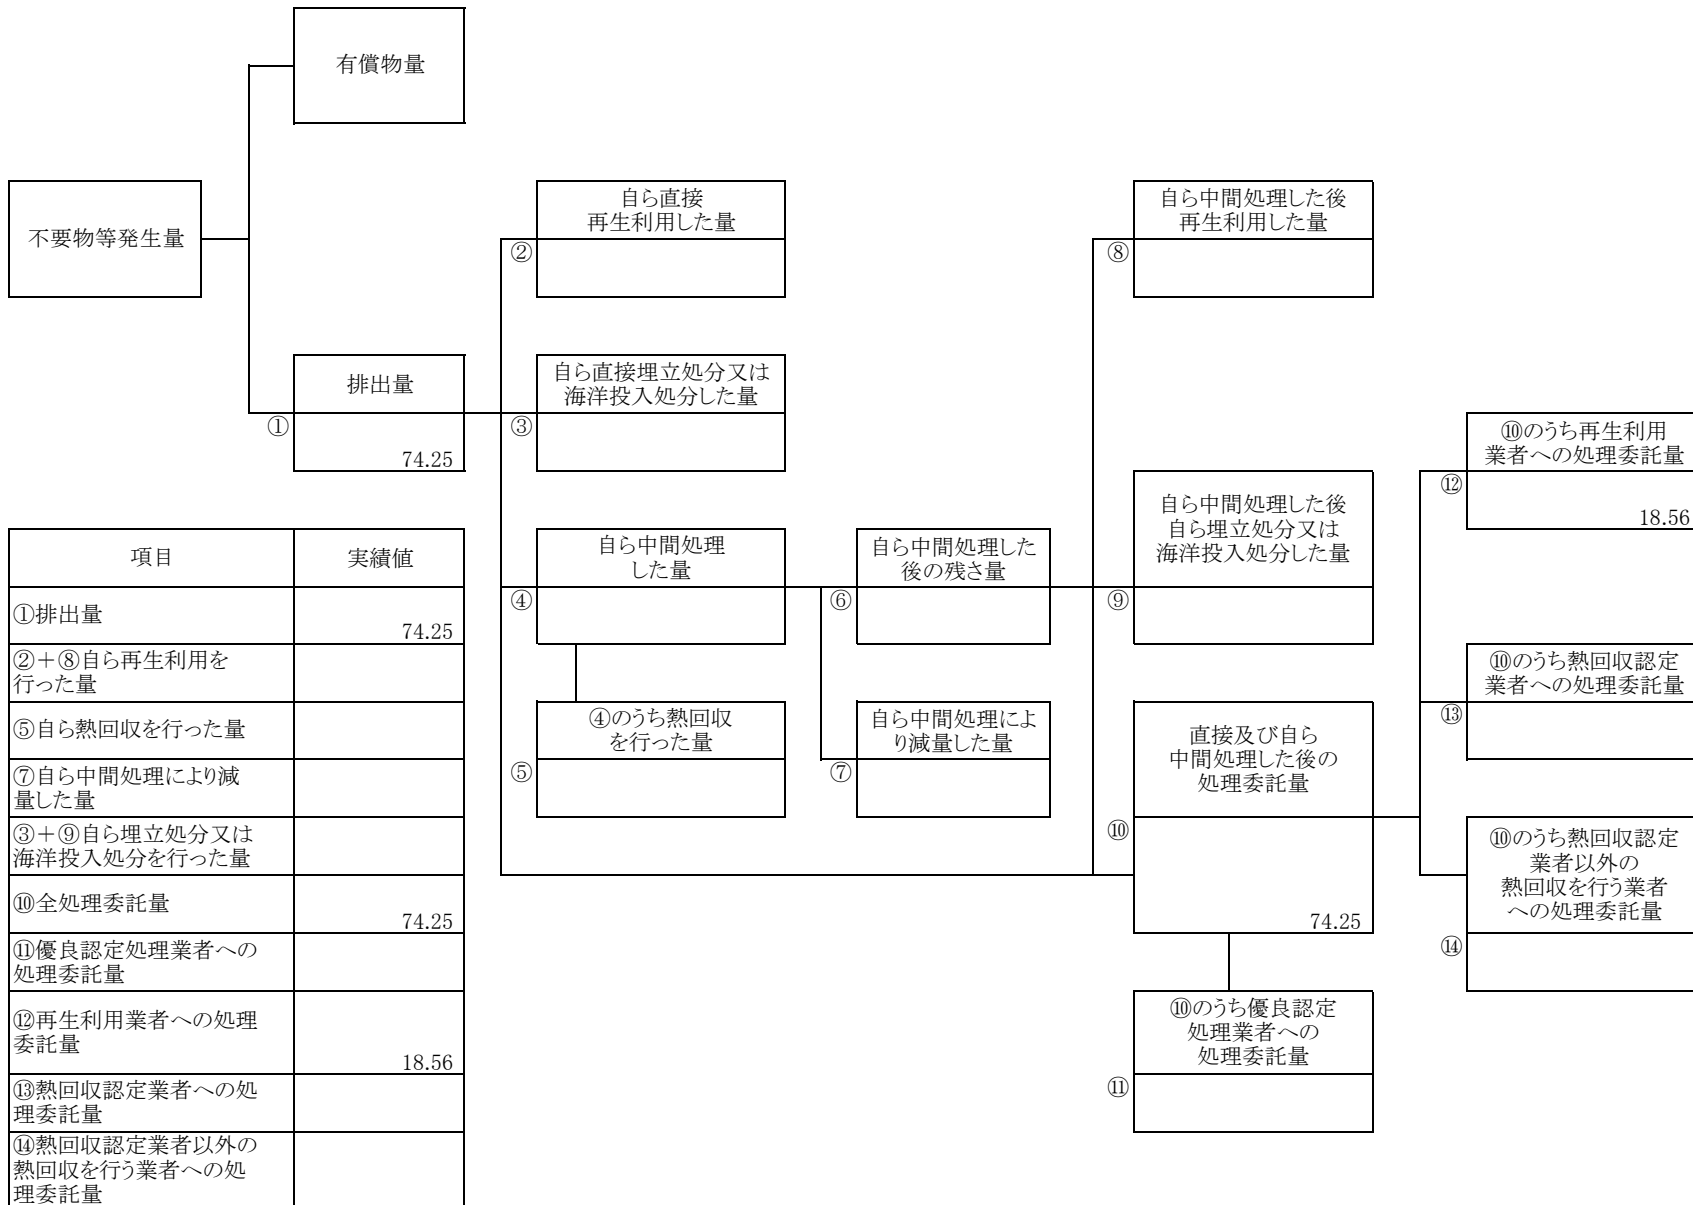 有償物量
不要物等発生量
自ら直接
再生利用した量
②
自ら中間処理した後
再生利用した量
⑧
排出量
①
74.25
自ら直接埋立処分又は
海洋投入処分した量
③
⑩のうち再生利用
業者への処理委託量
⑫
18.56
自ら中間処理
した量
④
自ら中間処理した
後の残さ量
⑥
自ら中間処理した後
自ら埋立処分又は
海洋投入処分した量
⑨
④のうち熱回収
を行った量
⑤
自ら中間処理によ
り減量した量
⑦
直接及び自ら
中間処理した後の
処理委託量
⑩
74.25
⑩のうち熱回収認定
業者への処理委託量
⑬
⑩のうち熱回収認定
業者以外の
熱回収を行う業者
への処理委託量
⑭
⑩のうち優良認定
処理業者への
処理委託量
⑪
項目 実績値
①排出量
74.25
②＋⑧自ら再生利用を
行った量
⑤自ら熱回収を行った量
⑦自ら中間処理により減
量した量
③＋⑨自ら埋立処分又は
海洋投入処分を行った量
⑩全処理委託量
74.25
⑪優良認定処理業者への
処理委託量
⑫再生利用業者への処理
委託量
18.56
⑬熱回収認定業者への処
理委託量
⑭熱回収認定業者以外の
熱回収を行う業者への処
理委託量